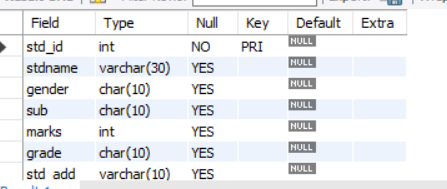 Field Type Null Key Default Extra
std_id int NO PRI NULL
stdname varchar(30) YES NULL
gender char(10) YES NULL
sub char(10) YES NULL
marks int YES NULL
grade char(10) YES NULL
std_add varchar(10) YES NULL